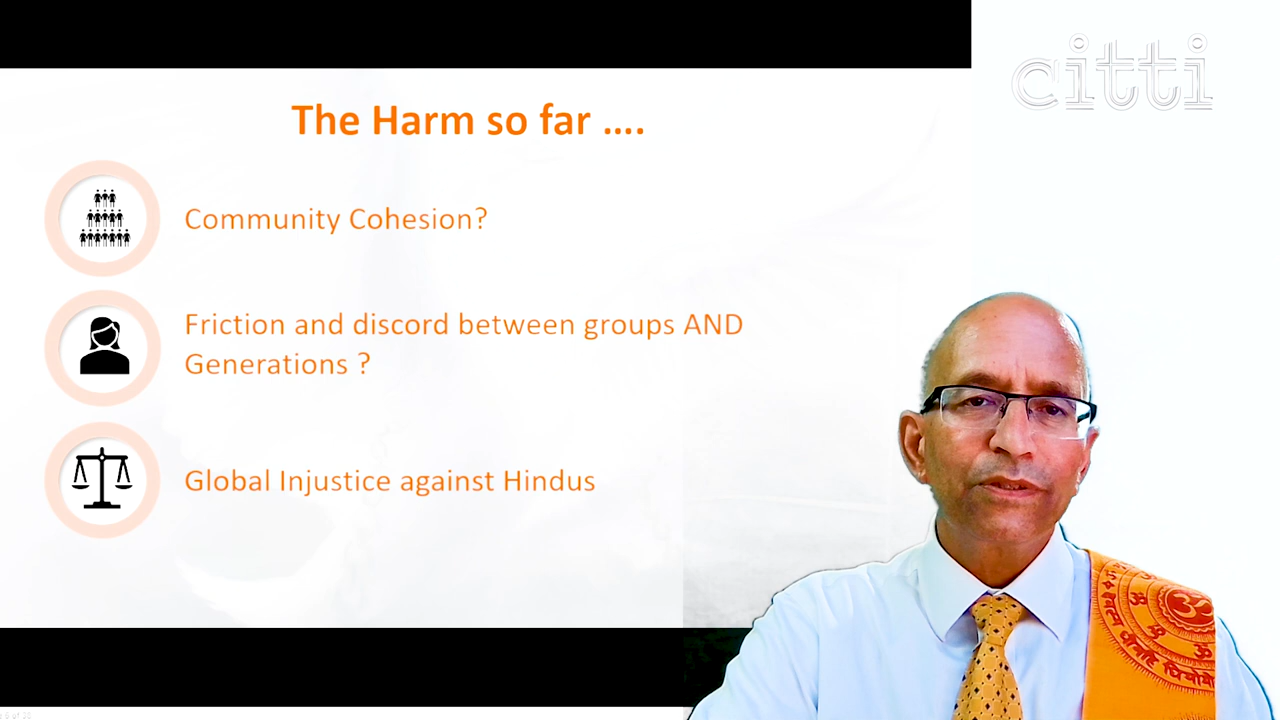 citti
The Harm so far ....
Community Cohesion?
Friction and discord between groups AND
Generations ?
Global Injustice against Hindus
ॐ